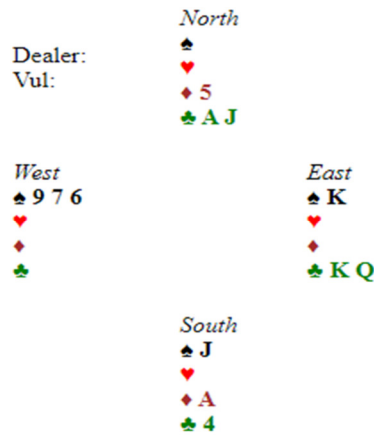 North
♠
Dealer:
♥
Vul:
♦ 5
♣ A J
West
East
♠ 9 7 6
♠ K
♥
♥
♦
♦
♣
♣ K Q
South
♠ J
♥
♦ A
♣ 4